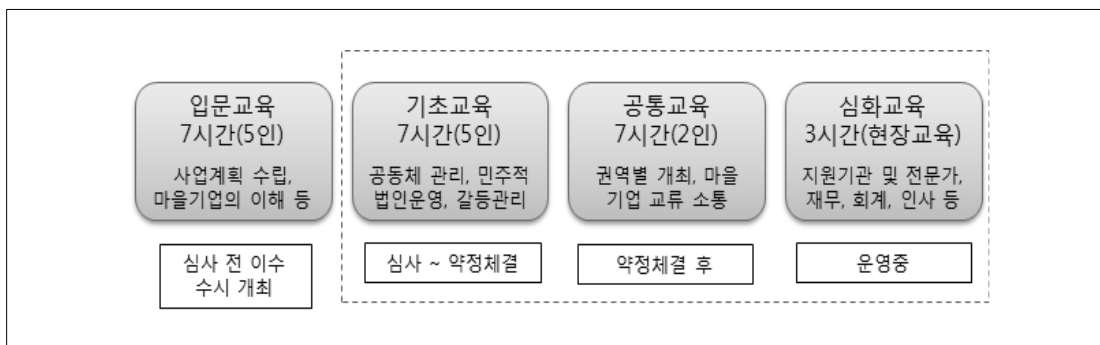 입문교육
7시간(5인)
사업계획 수립,
마을기업의 이해 등
심사 전 이수
수시 개최
기초교육
7시간(5인)
공동체 관리, 민주적
법인운영, 갈등관리
심사 ~ 약정체결
공통교육
7시간(2인)
권역별 개최, 마을
기업 교류 소통
약정체결 후
심화교육
3시간(현장교육)
지원기관 및 전문가,
재무, 회계, 인사 등
운영중